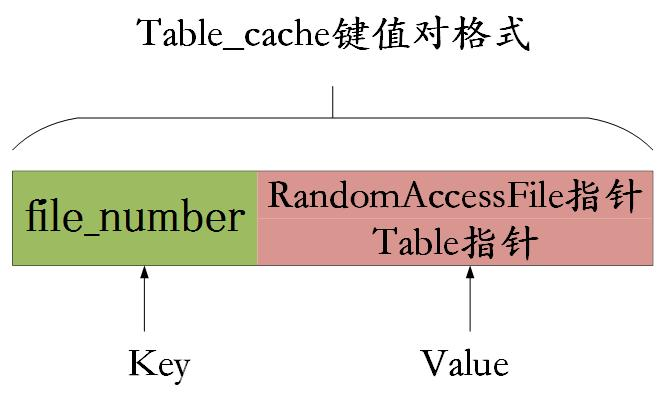 Table_cache键值对格式
file_number
RandomAccessFile指针
Table指针
Key
Value